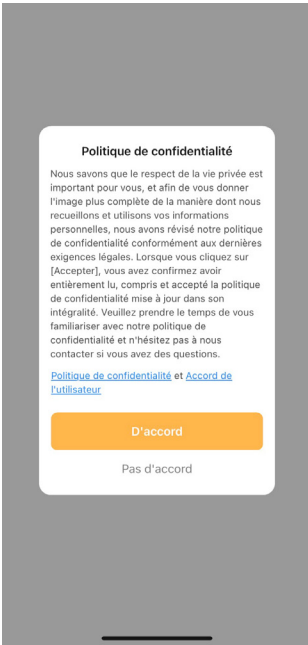 Politique de confidentialité
Nous savons que le respect de la vie privée est
important pour vous, et afin de vous donner
l'image plus complète de la manière dont nous
recueillons et utilisons vos informations
personnelles, nous avons révisé notre politique
de confidentialité conformément aux dernières
exigences légales. Lorsque vous cliquez sur
[Accepter], vous avez confirmez avoir
entièrement lu, compris et accepté la politique
de confidentialité mise à jour dans son
intégralité. Veuillez prendre le temps de vous
familiariser avec notre politique de
confidentialité et n'hésitez pas à nous
contacter si vous avez des questions.
Politique de confidentialité et Accord de
l'utilisateur
D'accord
Pas d'accord